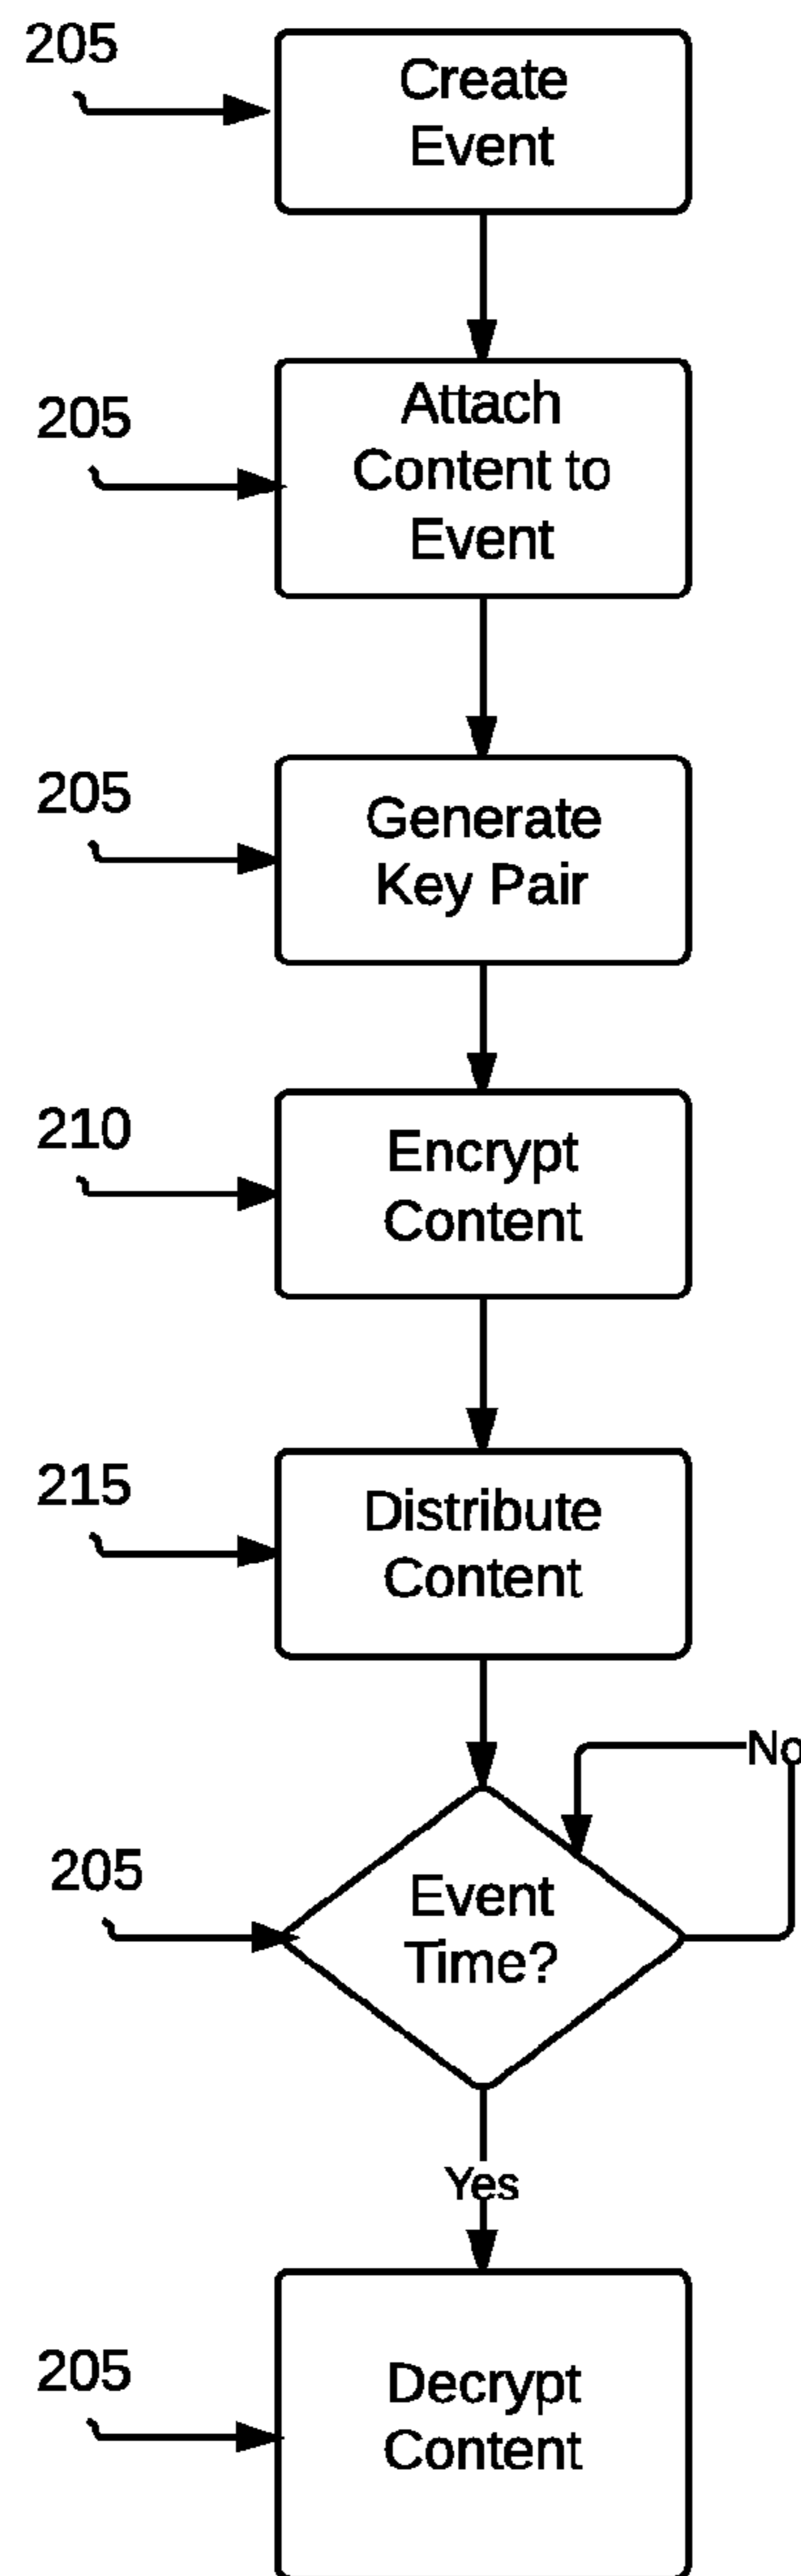 205
Create
Event
205
Attach
Content to
Event
205
Generate
Key Pair
210
Encrypt
Content
215
Distribute
Content
No
205
Event
Time?
Yes
205
Decrypt
Content